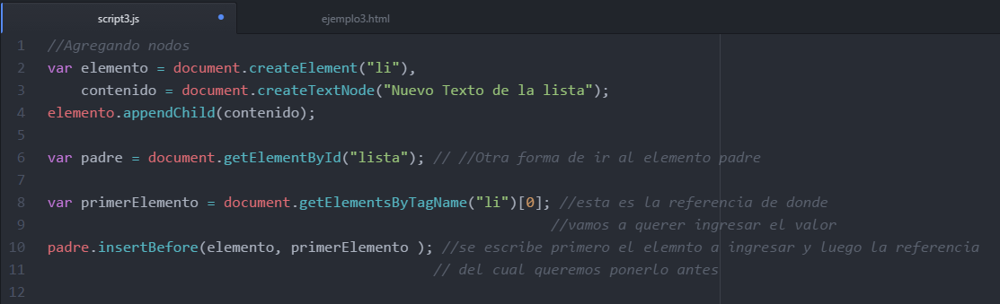 script3.js ejemplo3.html
1 //Agregando nodos
2 var elemento = document.createElement("li"),
3 contenido = document.createTextNode("Nuevo Texto de la lista");
4 elemento.appendChild(contenido);
5
6 var padre = document.getElementById("lista"); // //Otra forma de ir al elemento padre
7
8 var primerElemento = document.getElementsByTagName("li")[0]; //esta es la referencia de donde
9 //vamos a querer ingresar el valor
10 padre.insertBefore(elemento, primerElemento ); //se escribe primero el elemnto a ingresar y luego la referencia
11 // del cual queremos ponerlo antes
12